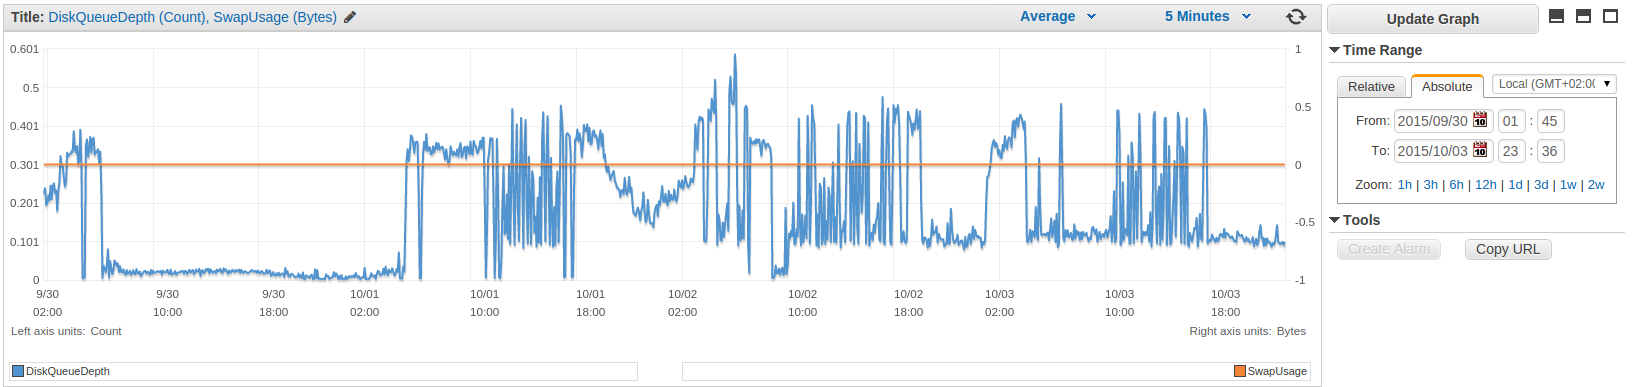 Title: DiskQueueDepth (Count), SwapUsage (Bytes) Average 5 Minutes Update Graph
0.601
0.5
0.401
0.301
0.201
0.101
0
1
0.5
0
-0.5
-1
9/30 9/30 9/30 10/01 10/01 10/01 10/02 10/02 10/02 10/03 10/03 10/03
02:00 10:00 18:00 02:00 10:00 18:00 02:00 10:00 18:00 02:00 10:00 18:00
Left axis units: Count Right axis units: Bytes
DiskQueueDepth SwapUsage
Time Range
Relative Absolute Local (GMT+02:00
From: 2015/09/30 10 01 : 45
To: 2015/10/03 10 23 : 36
Zoom: 1h | 3h | 6h | 12h | 1d | 3d | 1w | 2w
Tools
Create Alarm Copy URL